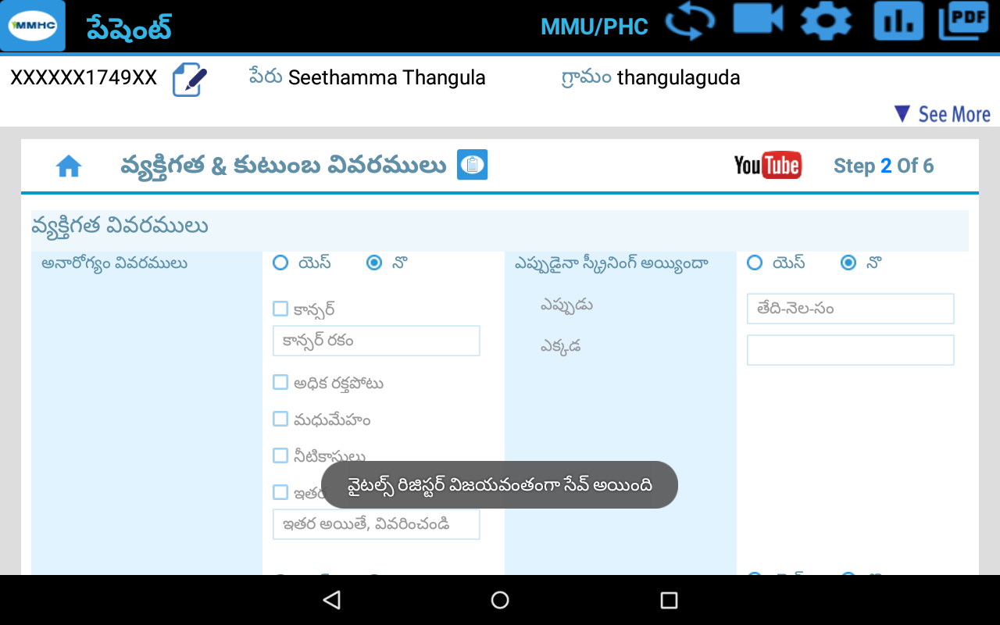 MMHC పేషెంట్ MMU/PHC PDF
XXXXXX1749XX పేరు Seethamma Thangula గ్రామం thangulaguda
▼ See More
వ్యక్తిగత & కుటుంబ వివరములు YouTube Step 2 Of 6
వ్యక్తిగత వివరములు
అనారోగ్యం వివరములు యెస్ నొ ఎప్పుడైనా స్క్రీనింగ్ అయ్యిందా యెస్ నొ
కాన్సర్ ఎప్పుడు తేది-నెల-సం
కాన్సర్ రకం ఎక్కడ
అధిక రక్తపోటు
మధుమేహం
నీటికాసులు
వైటల్స్ రిజిస్టర్ విజయవంతంగా సేవ్ అయింది
ఇతర అయితే, వివరించండి